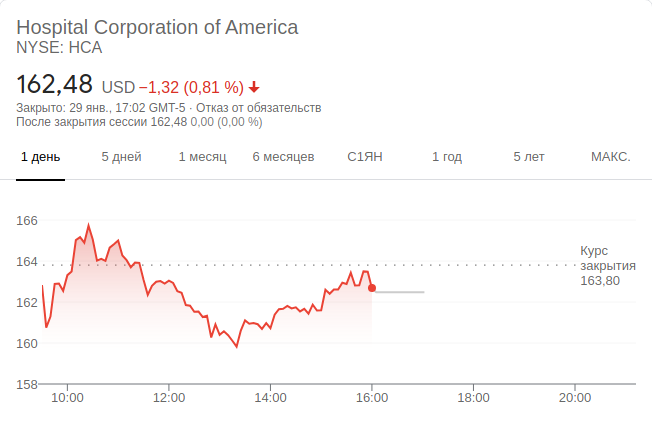 Hospital Corporation of America
NYSE: HCA
162,48 USD −1,32 (0,81 %)
Закрыто: 29 янв., 17:02 GMT-5 · Отказ от обязательств
После закрытия сессии 162,48 0,00 (0,00 %)
1 день 5 дней 1 месяц 6 месяцев С1ЯН 1 год 5 лет МАКС.
166
164
162
160
158
Курс
закрытия
163,80
10:00 12:00 14:00 16:00 18:00 20:00